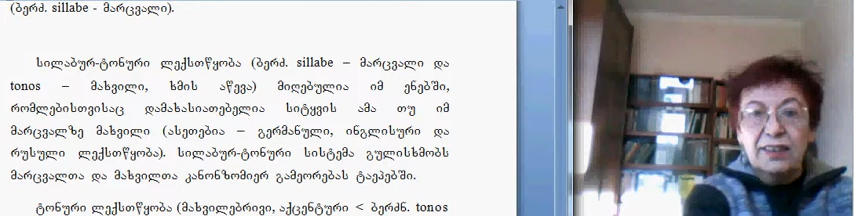 (ბერძ. sillabe - მარცვალი).
სილაბურ-ტონური ლექსთწყობა (ბერძ. sillabe – მარცვალი და
tonos – მახვილი, ხმის აწევა) მიღებულია იმ ენებში,
რომლებისთვისაც დამახასიათებელია სიტყვის ამა თუ იმ
მარცვალზე მახვილი (ასეთებია – გერმანული, ინგლისური და
რუსული ლექსთწყობა). სილაბურ-ტონური სისტემა გულისხმობს
მარცვალთა და მახვილთა კანონზომიერ გამეორებას ტაეპებში.
ტონური ლექსთწყობა (მახვილებრივი, აქცენტური < ბერძნ. tonos